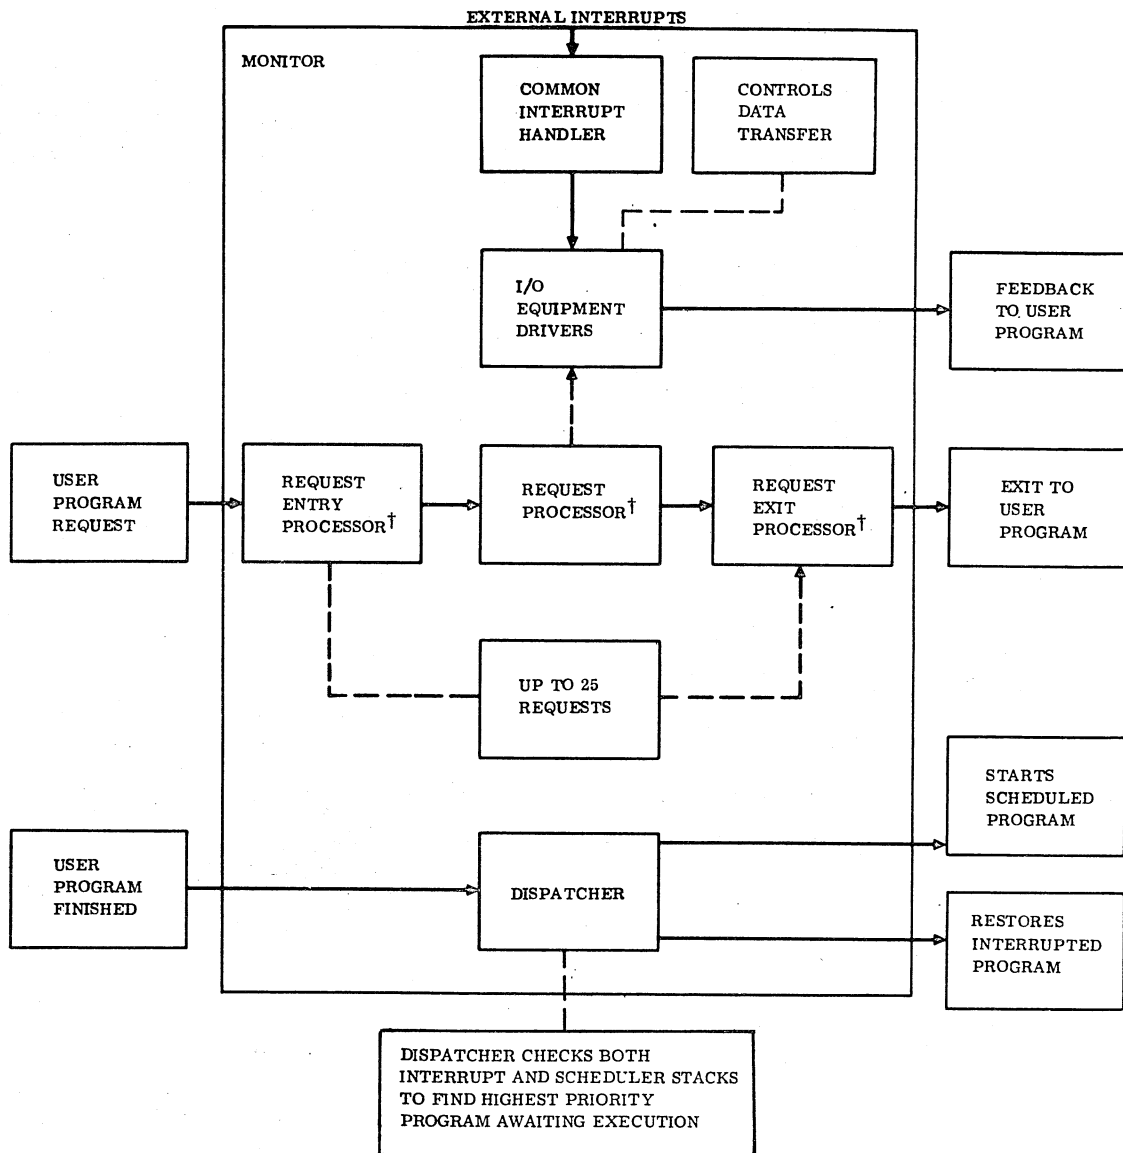 EXTERNAL INTERRUPTS
MONITOR
COMMON
INTERRUPT
HANDLER
CONTROLS
DATA
TRANSFER
I/O
EQUIPMENT
DRIVERS
FEEDBACK
TO USER
PROGRAM
USER
PROGRAM
REQUEST
REQUEST
ENTRY
PROCESSOR†
REQUEST
PROCESSOR†
REQUEST
EXIT
PROCESSOR†
EXIT TO
USER
PROGRAM
UP TO 25
REQUESTS
STARTS
SCHEDULED
PROGRAM
USER
PROGRAM
FINISHED
DISPATCHER
RESTORES
INTERRUPTED
PROGRAM
DISPATCHER CHECKS BOTH
INTERRUPT AND SCHEDULER STACKS
TO FIND HIGHEST PRIORITY
PROGRAM AWAITING EXECUTION